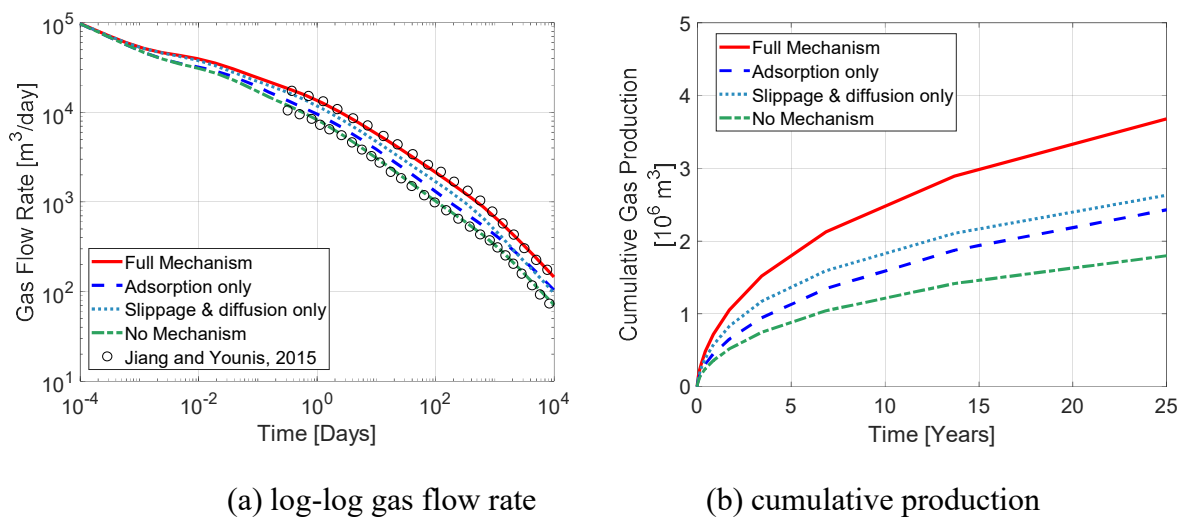 10^5
10^4
10^3
10^2
10^1
Gas Flow Rate [m^3/day]
Full Mechanism
Adsorption only
Slippage & diffusion only
No Mechanism
Jiang and Younis, 2015
10^-4
10^-2
10^0
10^2
10^4
Time [Days]
(a) log-log gas flow rate
5
4
3
2
1
0
Cumulative Gas Production
[10^6 m^3]
Full Mechanism
Adsorption only
Slippage & diffusion only
No Mechanism
0
5
10
15
20
25
Time [Years]
(b) cumulative production